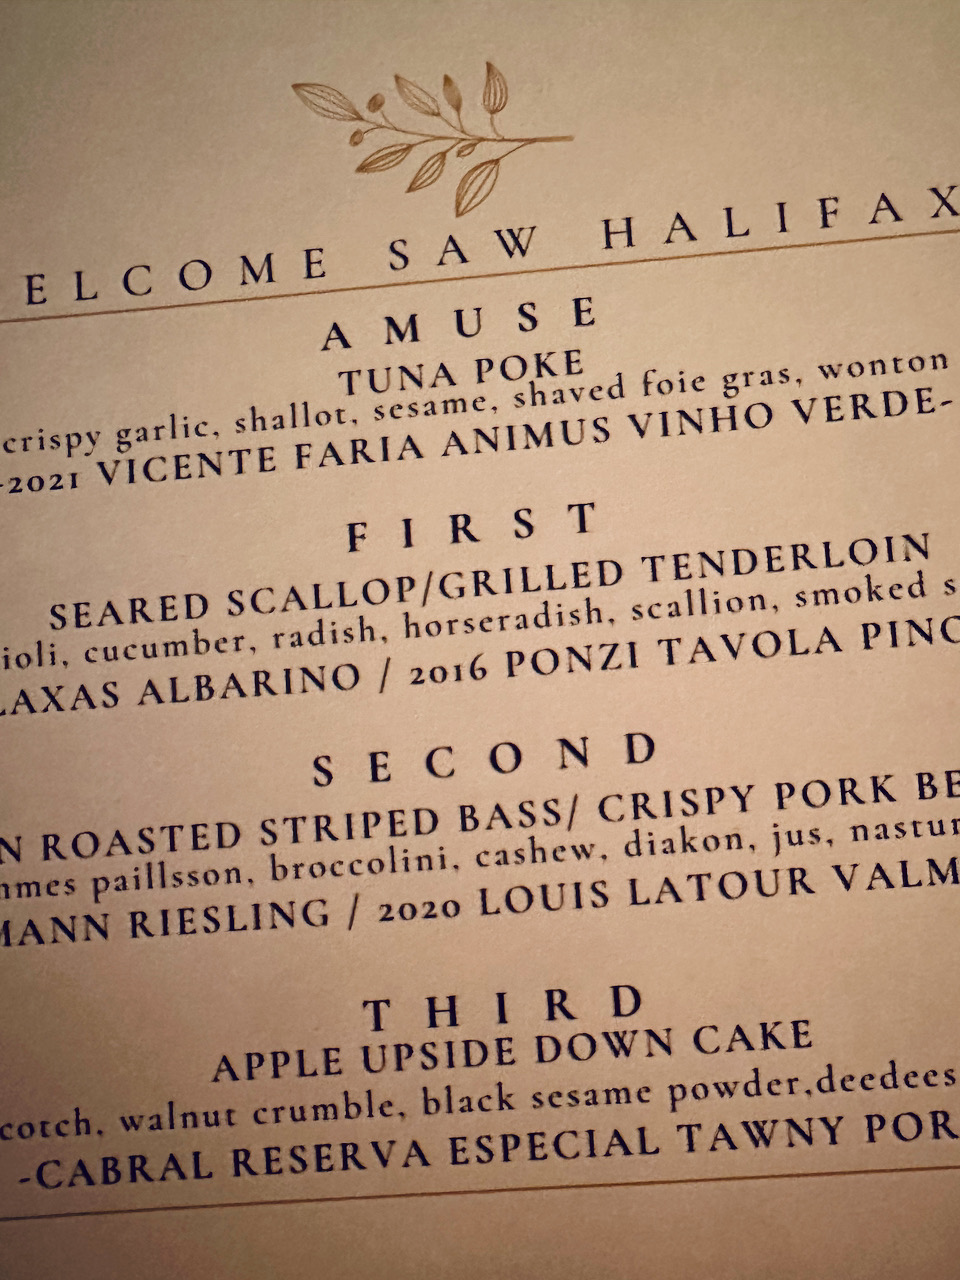 ELCOME SAW HALIFAX
AMUSE
TUNA POKE
crispy garlic, shallot, sesame, shaved foie gras, wonton
-2021 VICENTE FARIA ANIMUS VINHO VERDE-
FIRST
SEARED SCALLOP/GRILLED TENDERLOIN
ioli, cucumber, radish, horseradish, scallion, smoked s
LAXAS ALBARINO / 2016 PONZI TAVOLA PINO
SECOND
N ROASTED STRIPED BASS/ CRISPY PORK BE
mmes paillsson, broccolini, cashew, diakon, jus, nastur
MANN RIESLING / 2020 LOUIS LATOUR VALM
THIRD
APPLE UPSIDE DOWN CAKE
cotch, walnut crumble, black sesame powder,deedees
-CABRAL RESERVA ESPECIAL TAWNY POR